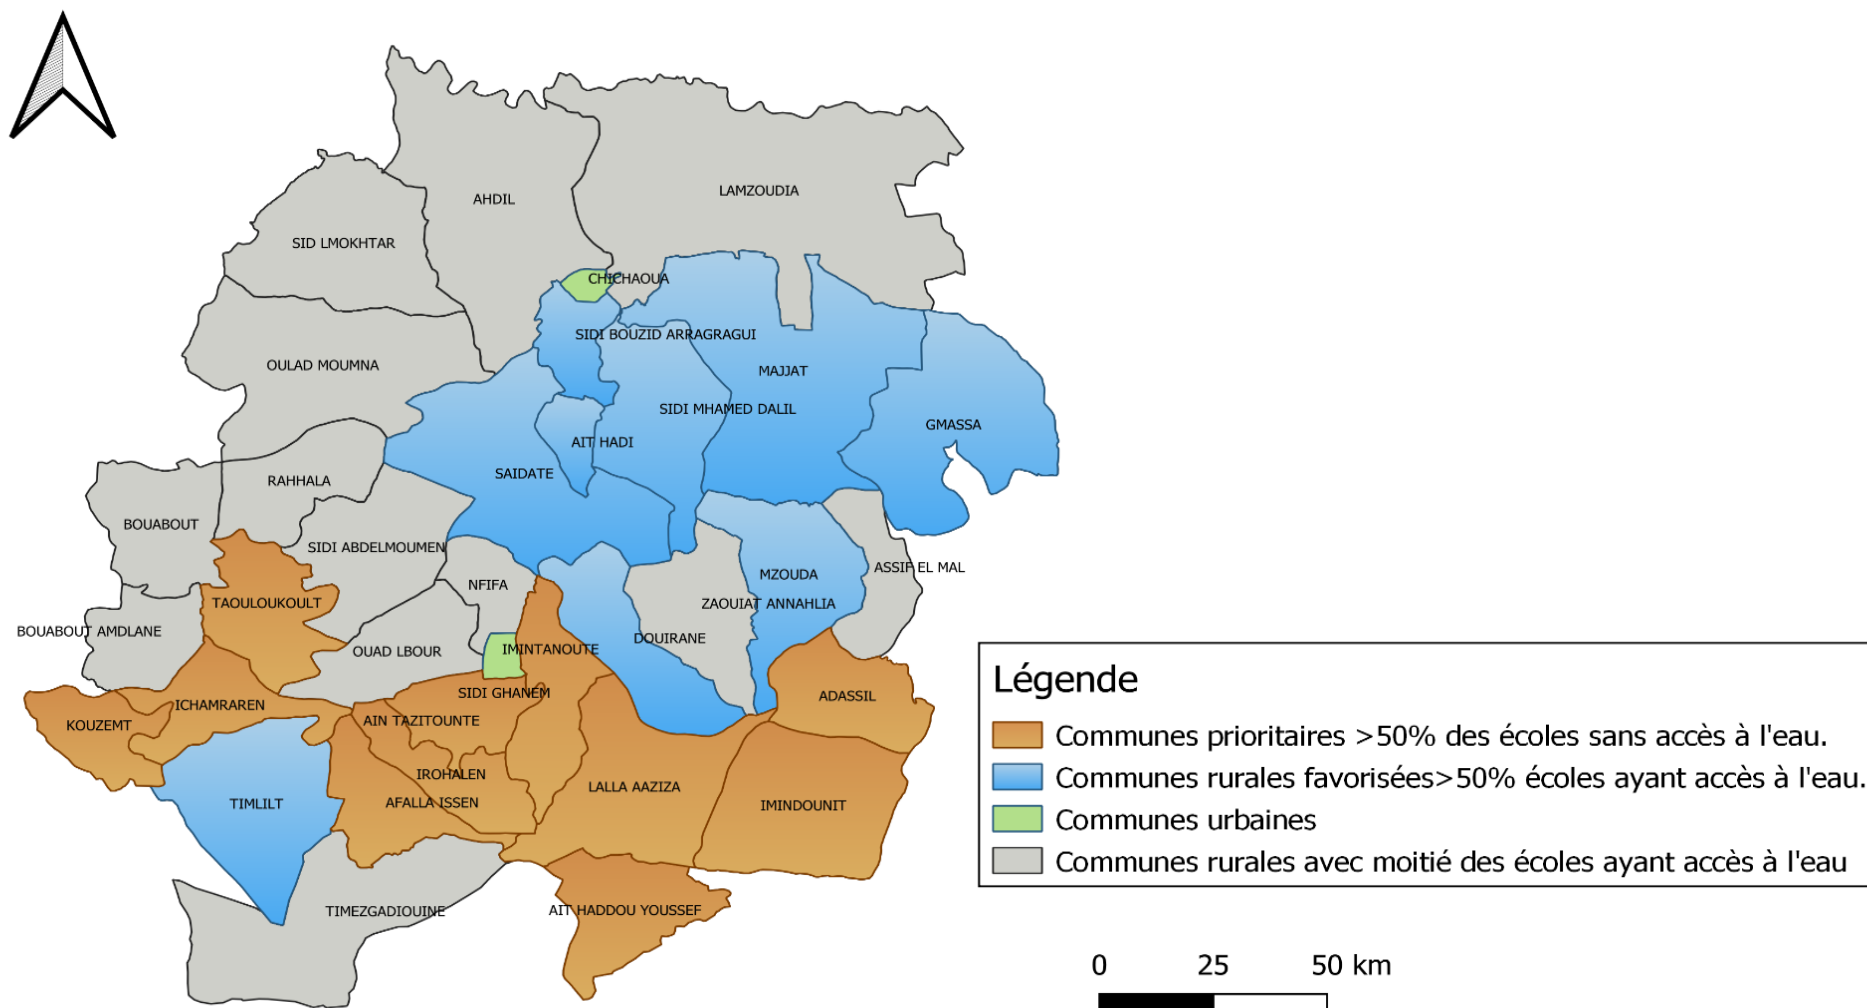 AHDIL
LAMZOUDIA
SID LMOKHTAR
CHICHAOUA
SIDI BOUZID ARRAGRAGUI
OULAD MOUMNA
MAJJAT
SIDI MHAMED DALIL
GMASSA
AIT HADI
SAIDATE
RAHHALA
BOUABOUT
SIDI ABDELMOUMEN
ASSIF EL MAL
MZOUDA
NFIFA
TAOULOUKOULT
ZAOUIAT ANNAHLIA
BOUABOUT AMDLANE
DOUIRANE
OUAD LBOUR
IMINTANOUTE
SIDI GHANEM
ADASSIL
ICHAMRAREN
KOUZEMT
AIN TAZITOUNTE
IROHALEN
LALLA AAZIZA
TIMLILT
AFALLA ISSEN
IMINDOUNIT
TIMEZGADIOUINE
AIT HADDOU YOUSSEF
Légende
Communes prioritaires >50% des écoles sans accès à l'eau.
Communes rurales favorisées>50% écoles ayant accès à l'eau.
Communes urbaines
Communes rurales avec moitié des écoles ayant accès à l'eau
0 25 50 km